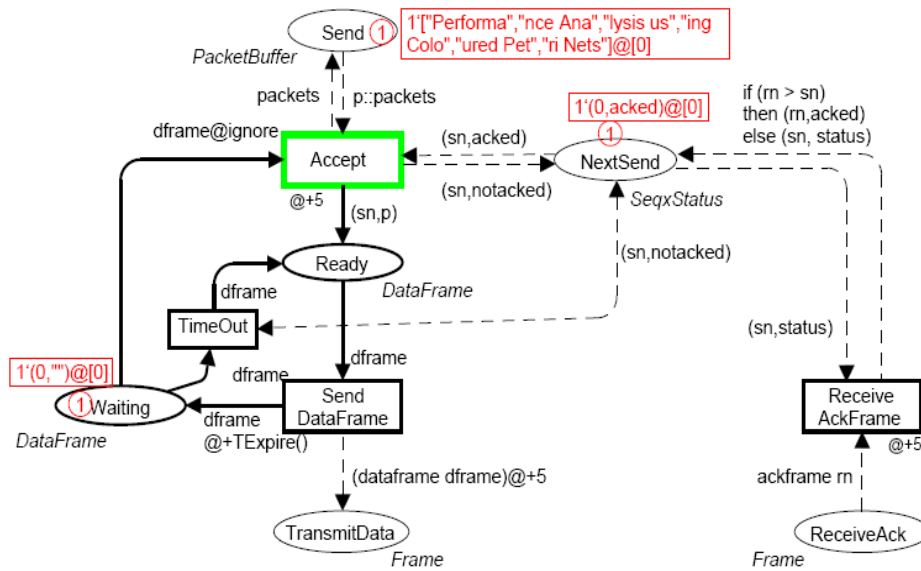 Send
1
1`["Performa","nce Ana","lysis us","ing
Colo","ured Pet","ri Nets"]@[0]
PacketBuffer
packets
p::packets
dframe@ignore
1`(0,acked)@[0]
1
if (rn > sn)
then (rn,acked)
else (sn, status)
Accept
(sn,acked)
NextSend
(sn,notacked)
SeqxStatus
@+5
(sn,p)
Ready
(sn,notacked)
DataFrame
dframe
TimeOut
(sn,status)
dframe
1`(0,"")@[0]
dframe
1
Waiting
Send
DataFrame
dframe
@+TExpire()
DataFrame
Receive
AckFrame
@+5
(dataframe dframe)@+5
ackframe rn
TransmitData
Frame
ReceiveAck
Frame